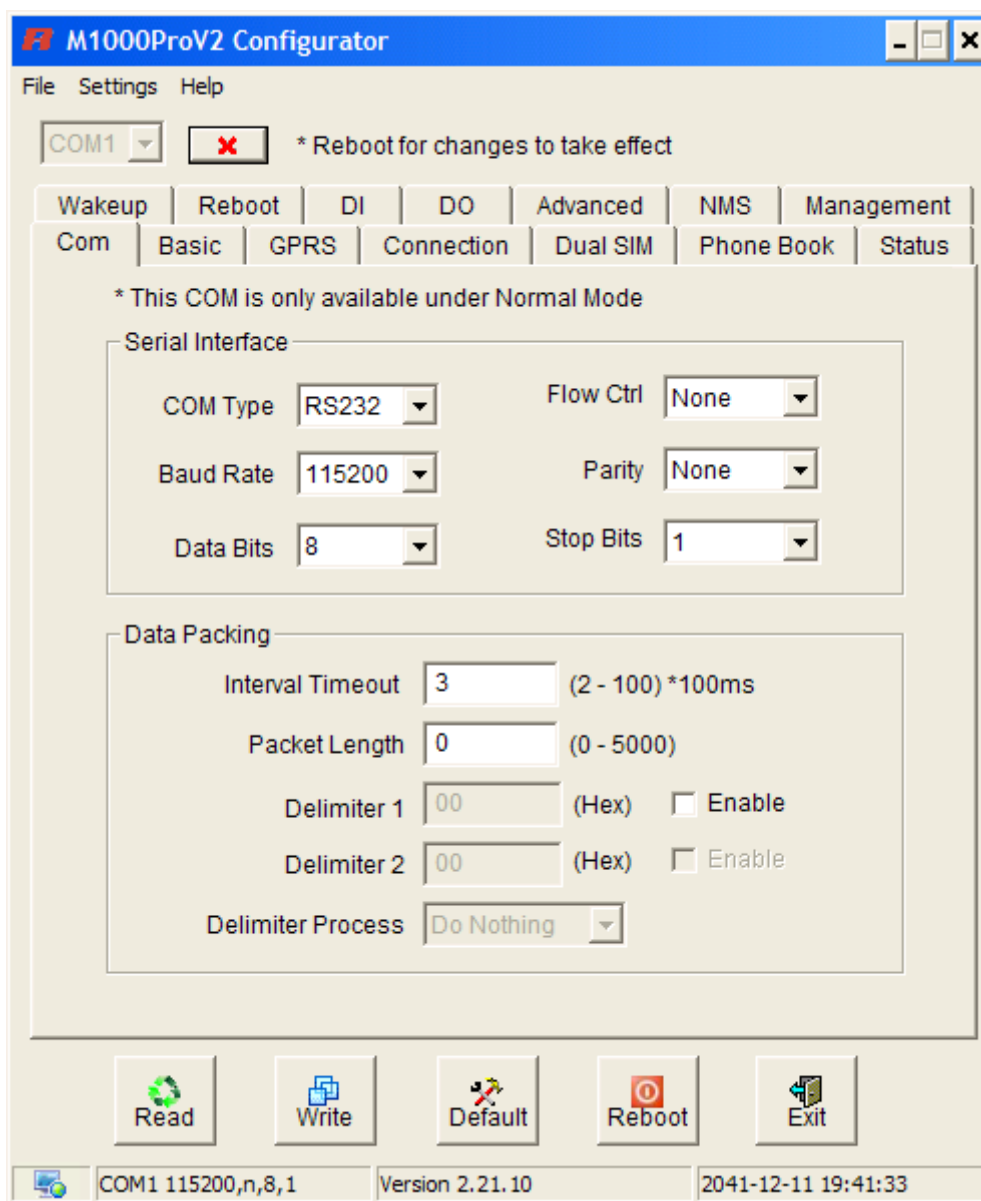 M1000ProV2 Configurator
File Settings Help
COM1 * Reboot for changes to take effect
Wakeup Reboot DI DO Advanced NMS Management
Com Basic GPRS Connection Dual SIM Phone Book Status
* This COM is only available under Normal Mode
Serial Interface
COM Type RS232 Flow Ctrl None
Baud Rate 115200 Parity None
Data Bits 8 Stop Bits 1
Data Packing
Interval Timeout 3 (2 - 100) *100ms
Packet Length 0 (0 - 5000)
Delimiter 1 00 (Hex) Enable
Delimiter 2 00 (Hex) Enable
Delimiter Process Do Nothing
Read Write Default Reboot Exit
COM1 115200,n,8,1 Version 2.21.10 2041-12-11 19:41:33